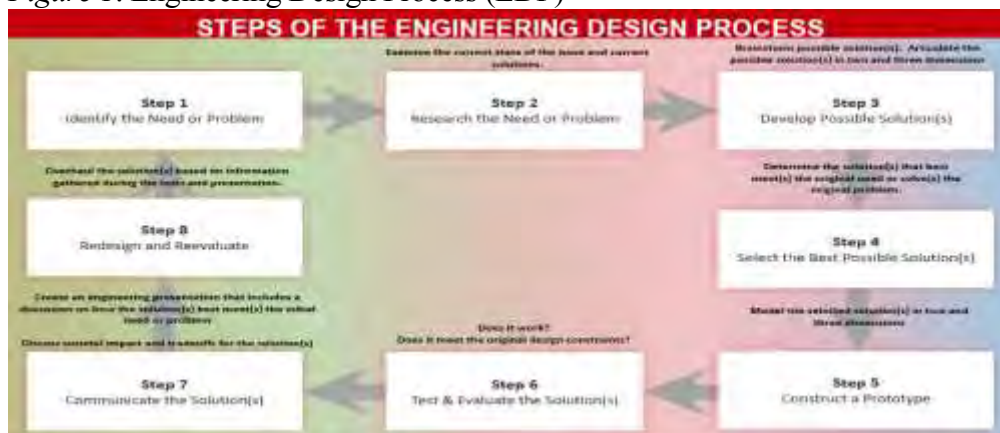 STEPS OF THE ENGINEERING DESIGN PROCESS
Examine the current state of the issue and current
solutions.
Brainstorm possible solution(s). Articulate the
possible solution(s) in two and three dimensions
Step 1
Identify the Need or Problem
Step 2
Research the Need or Problem
Step 3
Develop Possible Solution(s)
Overhaul the solution(s) based on information
gathered during the tests and presentation.
Determine the solution(s) that best
meet(s) the original need or solve(s) the
original problem.
Step 8
Redesign and Reevaluate
Step 4
Select the Best Possible Solution(s)
Create an engineering presentation that includes a
discussion on how the solution(s) best meet(s) the initial
need or problem
Discuss societal impact and tradeoffs for the solution(s)
Does it work?
Does it meet the original design constraints?
Model the selected solution(s) in two and
three dimensions
Step 7
Communicate the Solution(s)
Step 6
Test & Evaluate the Solution(s)
Step 5
Construct a Prototype